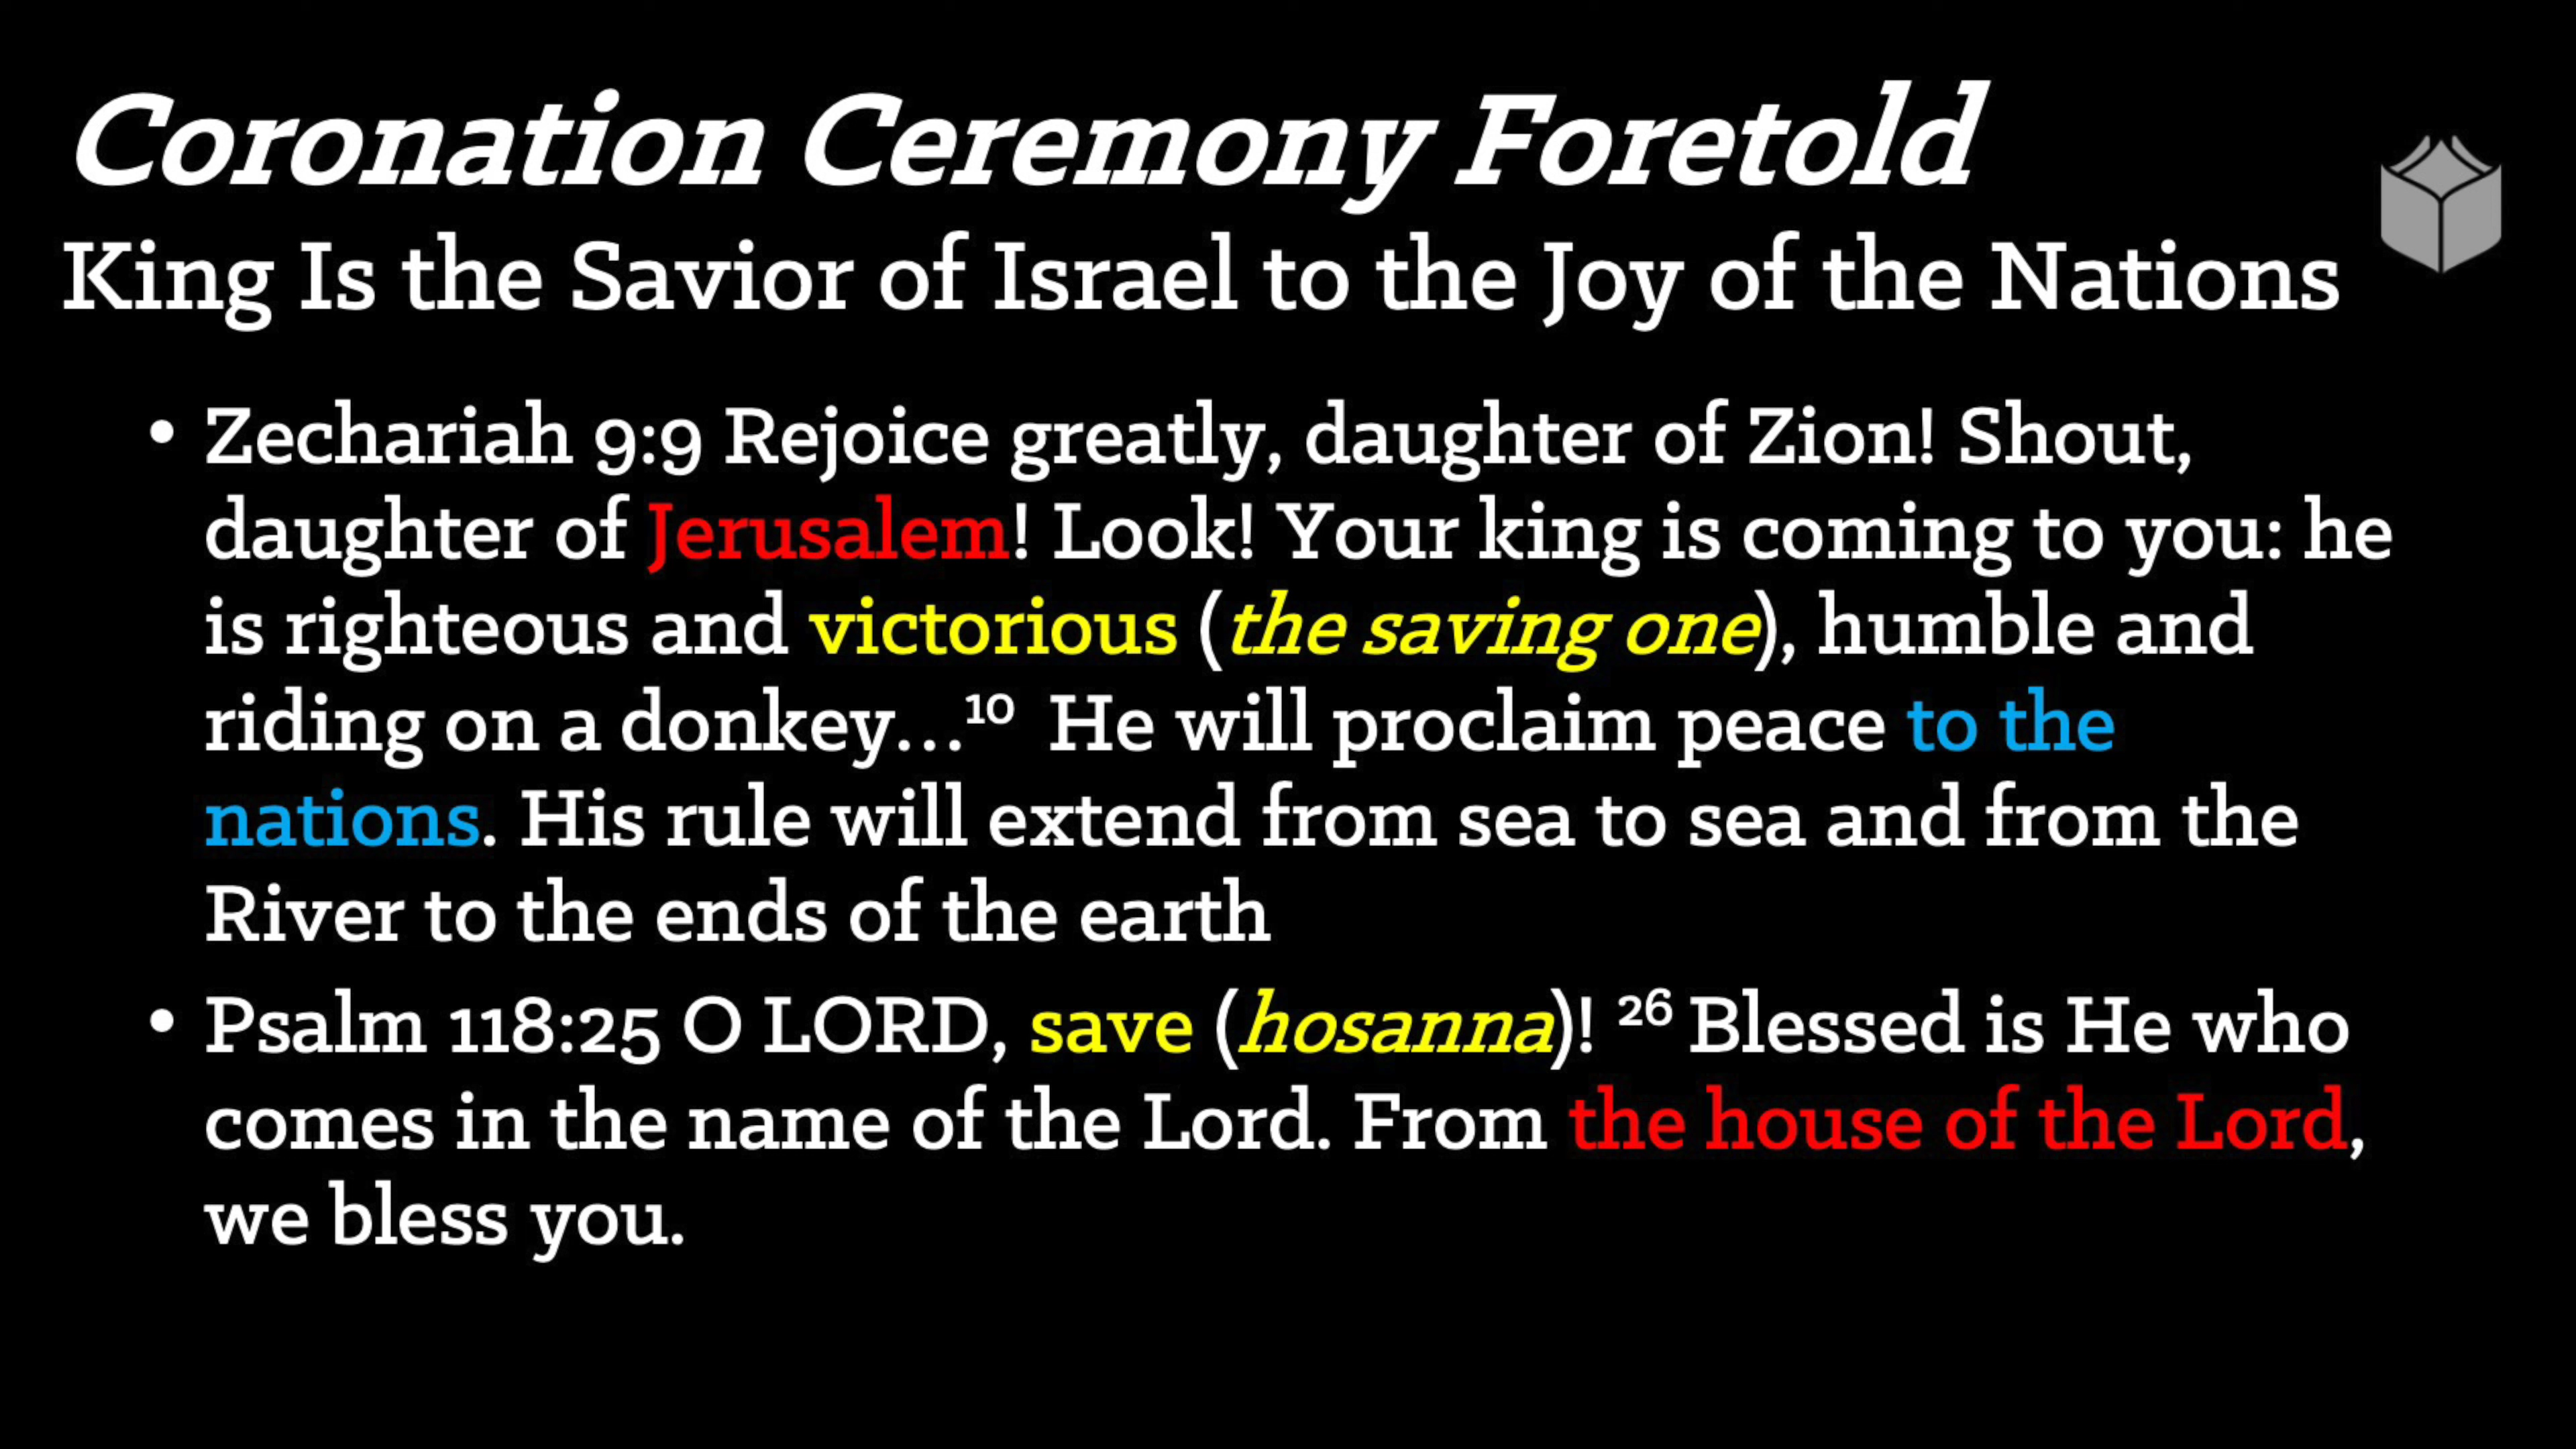 Coronation Ceremony Foretold
King Is the Savior of Israel to the Joy of the Nations
• Zechariah 9:9 Rejoice greatly, daughter of Zion! Shout,
daughter of Jerusalem! Look! Your king is coming to you: he
is righteous and victorious (the saving one), humble and
riding on a donkey…¹⁰ He will proclaim peace to the
nations. His rule will extend from sea to sea and from the
River to the ends of the earth
• Psalm 118:25 O LORD, save (hosanna)! ²⁶ Blessed is He who
comes in the name of the Lord. From the house of the Lord,
we bless you.